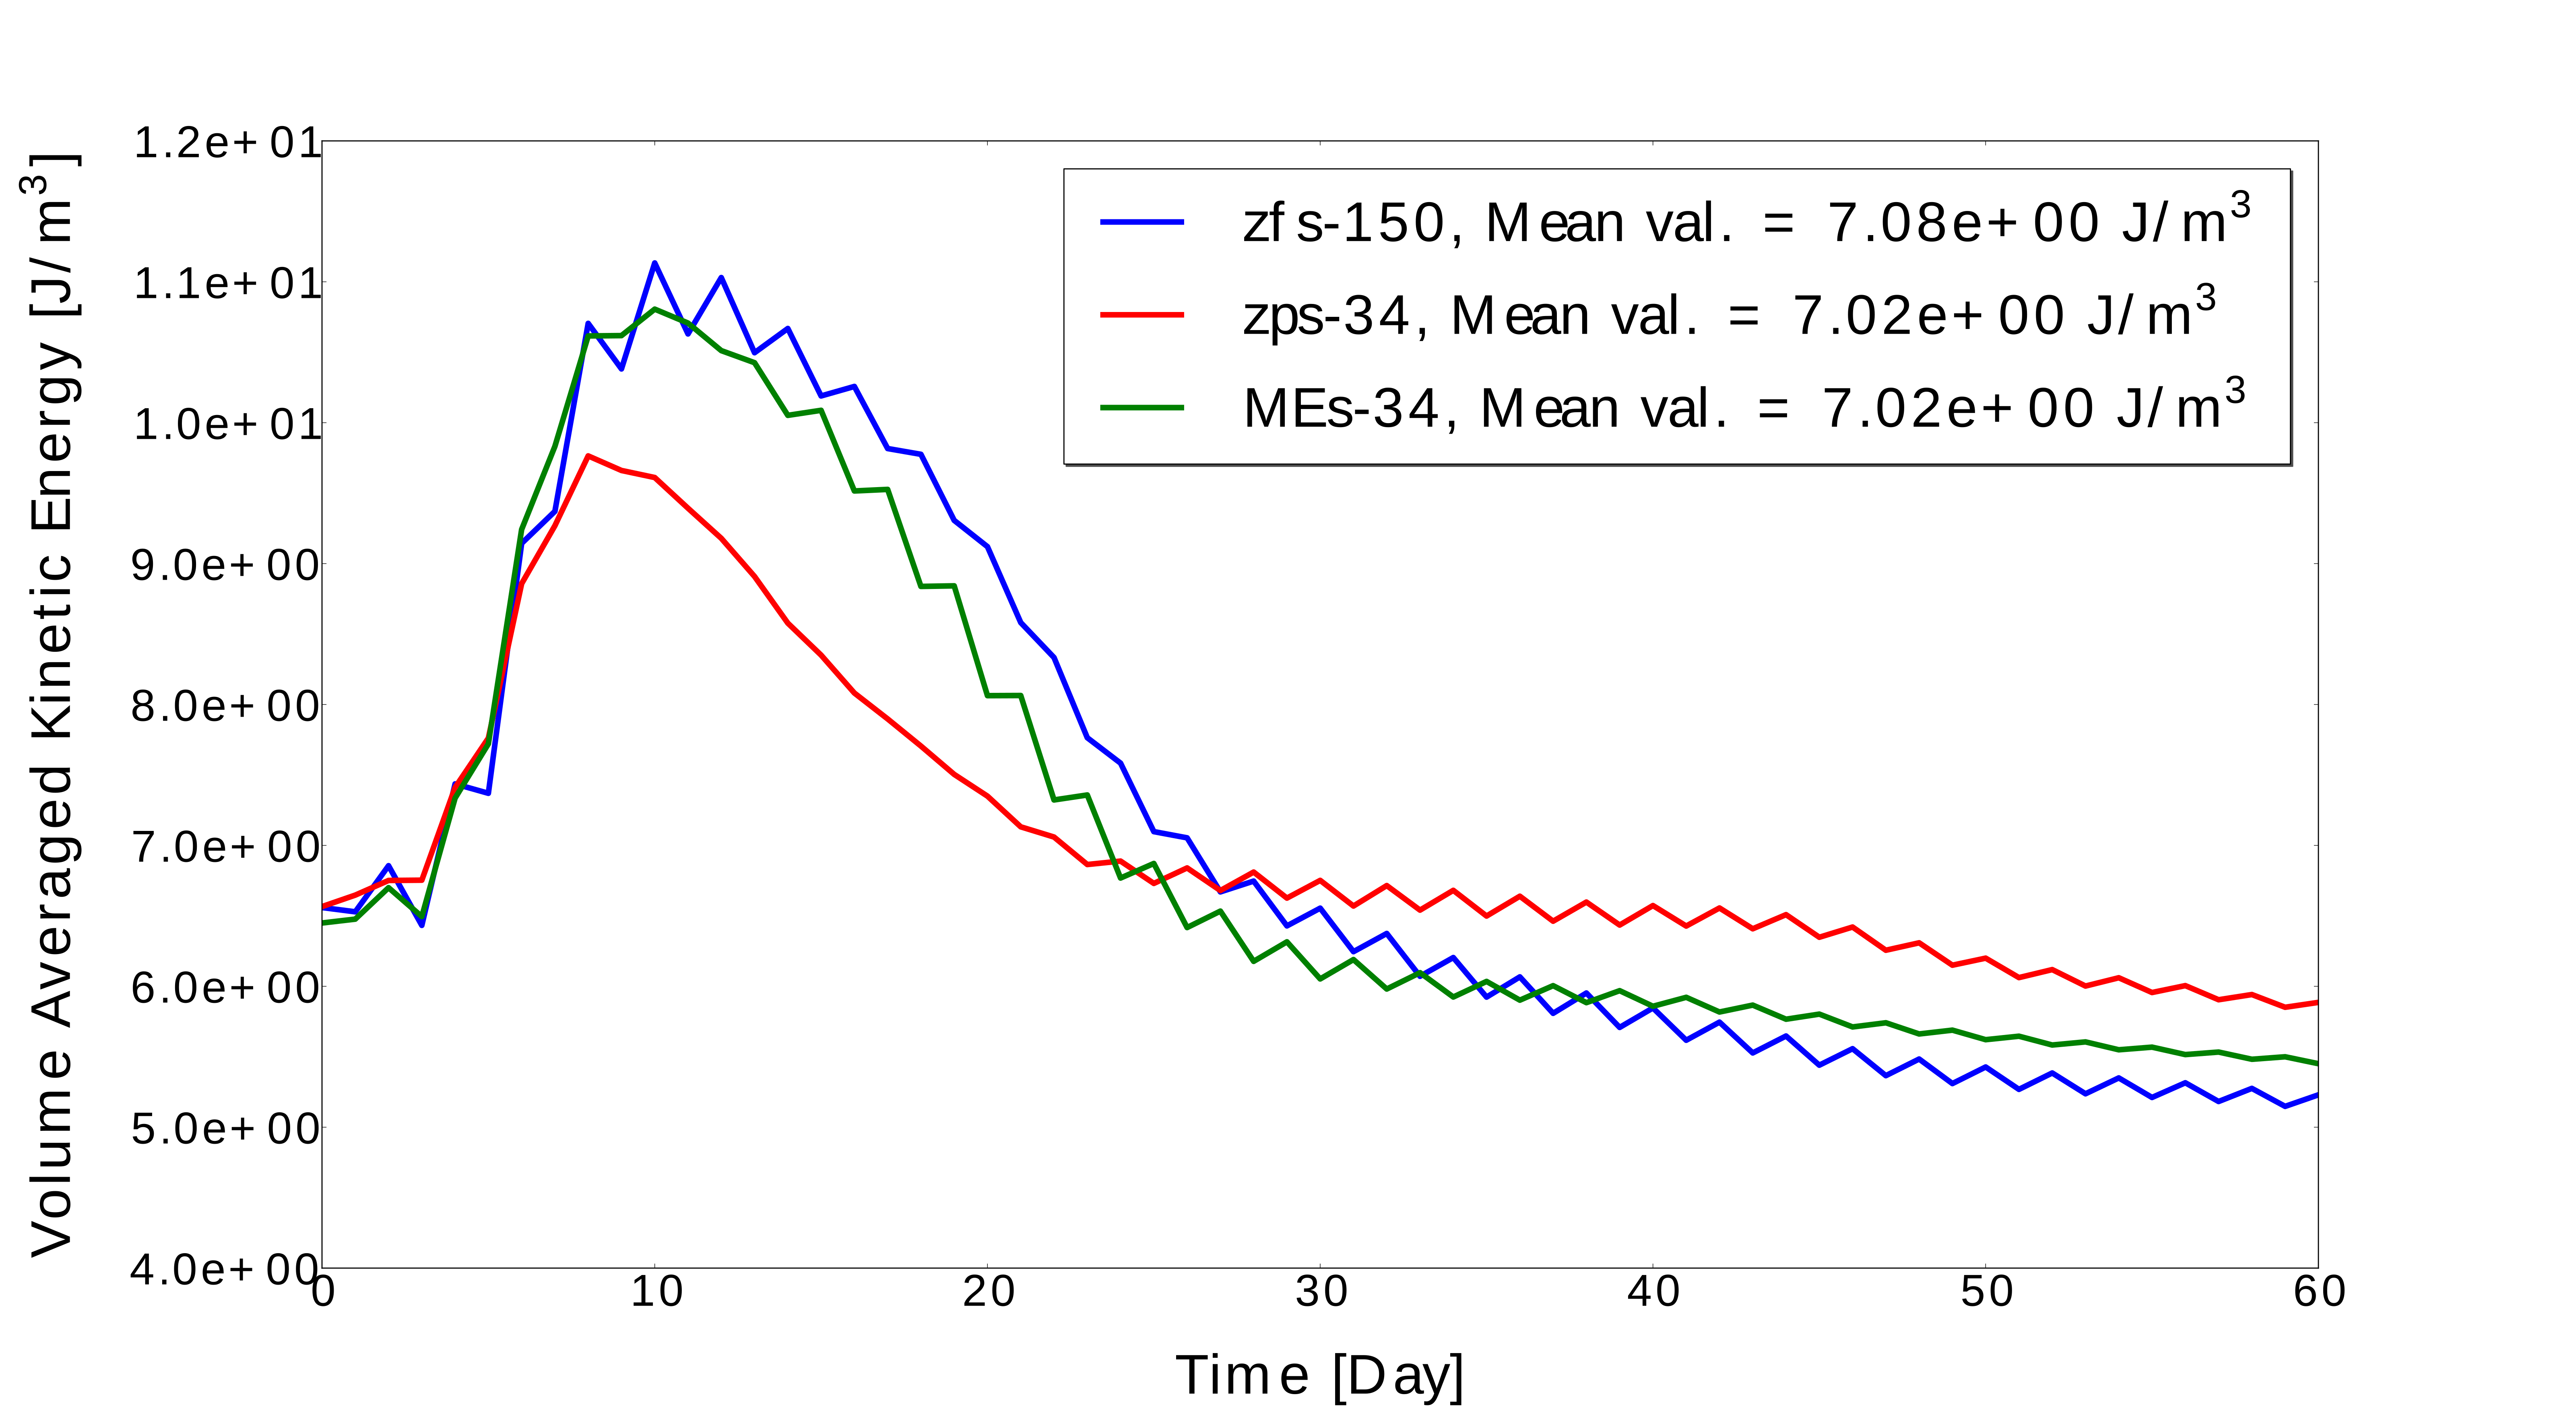 Volume Averaged Kinetic Energy [J/m³]
1.2e+01
1.1e+01
1.0e+01
9.0e+00
8.0e+00
7.0e+00
6.0e+00
5.0e+00
4.0e+00
zfs-150, Mean val. = 7.08e+00 J/m³
zps-34, Mean val. = 7.02e+00 J/m³
MEs-34, Mean val. = 7.02e+00 J/m³
0 10 20 30 40 50 60
Time [Day]